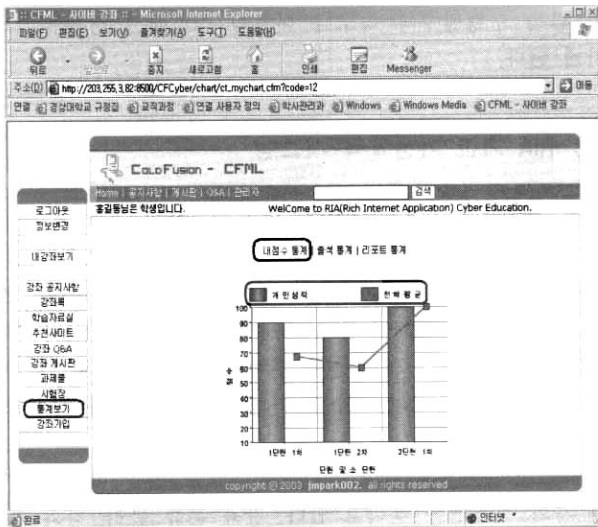 :: CFML - 사이버 강좌 :: - Microsoft Internet Explorer
파일(F) 편집(E) 보기(V) 즐겨찾기(A) 도구(T) 도움말(H)
뒤로 중지 새로고침 홈 인쇄 편집 Messenger
주소(D) http://203.255.3.82:8500/CFCyber/chart/ct_mychart.cfm?code=12 이동
연결 경상대학교 규정집 교직과정 연결 사용자 정의 학사관리과 Windows Windows Media CFML - 사이버 강좌
ColdFusion - CFML
Home | 공지사항 | 게시판 | Q&A | 관리자 검색
홍길동님은 학생입니다. WelCome to RIA(Rich Internet Application) Cyber Education.
로그아웃
정보변경
내강좌보기
강좌 공지사항
강좌록
학습자료실
추천사이트
강좌 Q&A
강좌 게시판
과제물
시험장
통계보기
강좌가입
내점수 통계 | 출석 통계 | 리포트 통계
개인성적 전체평균
100
90
80
70
60
50
40
30
20
10
점수
1단원 1차 1단원 2차 2단원 1차
단원 및 소 단원
copyright © 2003 jmpark002. all rights reserved
완료 인터넷